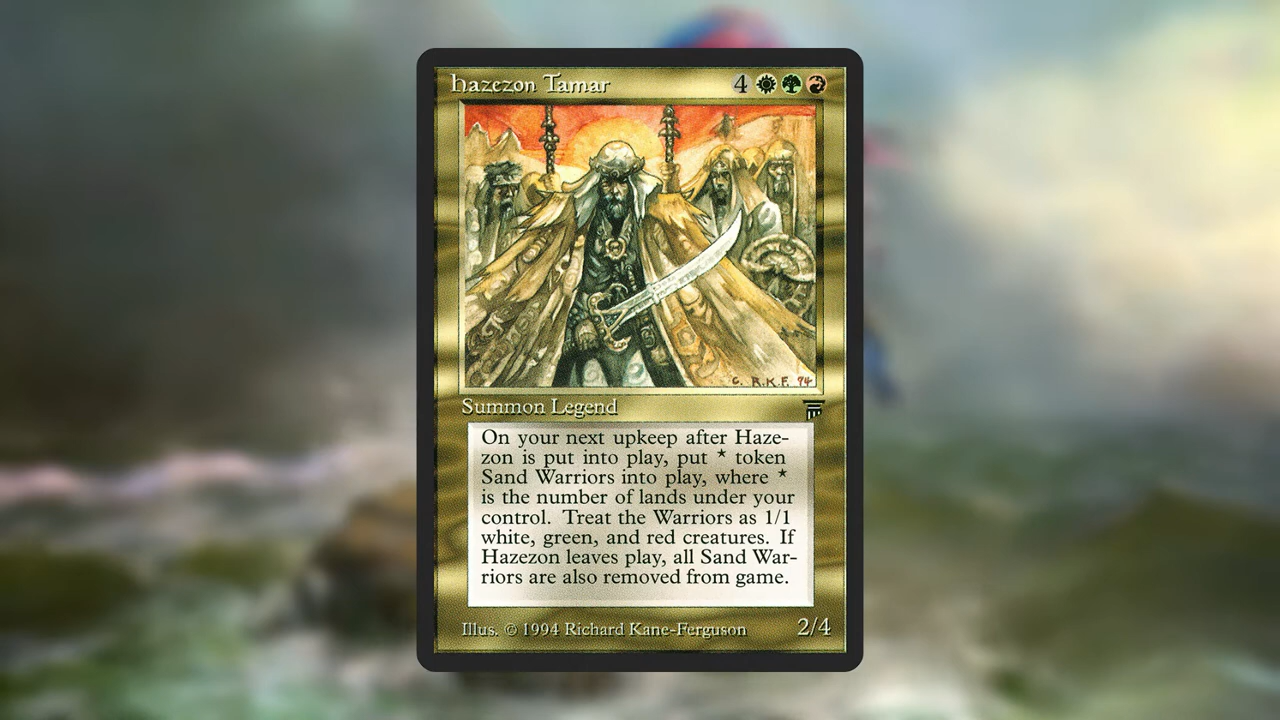 Hazezon Tamar 4
C. R.K.F. 94
Summon Legend
On your next upkeep after Haze-
zon is put into play, put * token
Sand Warriors into play, where *
is the number of lands under your
control. Treat the Warriors as 1/1
white, green, and red creatures. If
Hazezon leaves play, all Sand War-
riors are also removed from game.
Illus. © 1994 Richard Kane-Ferguson 2/4